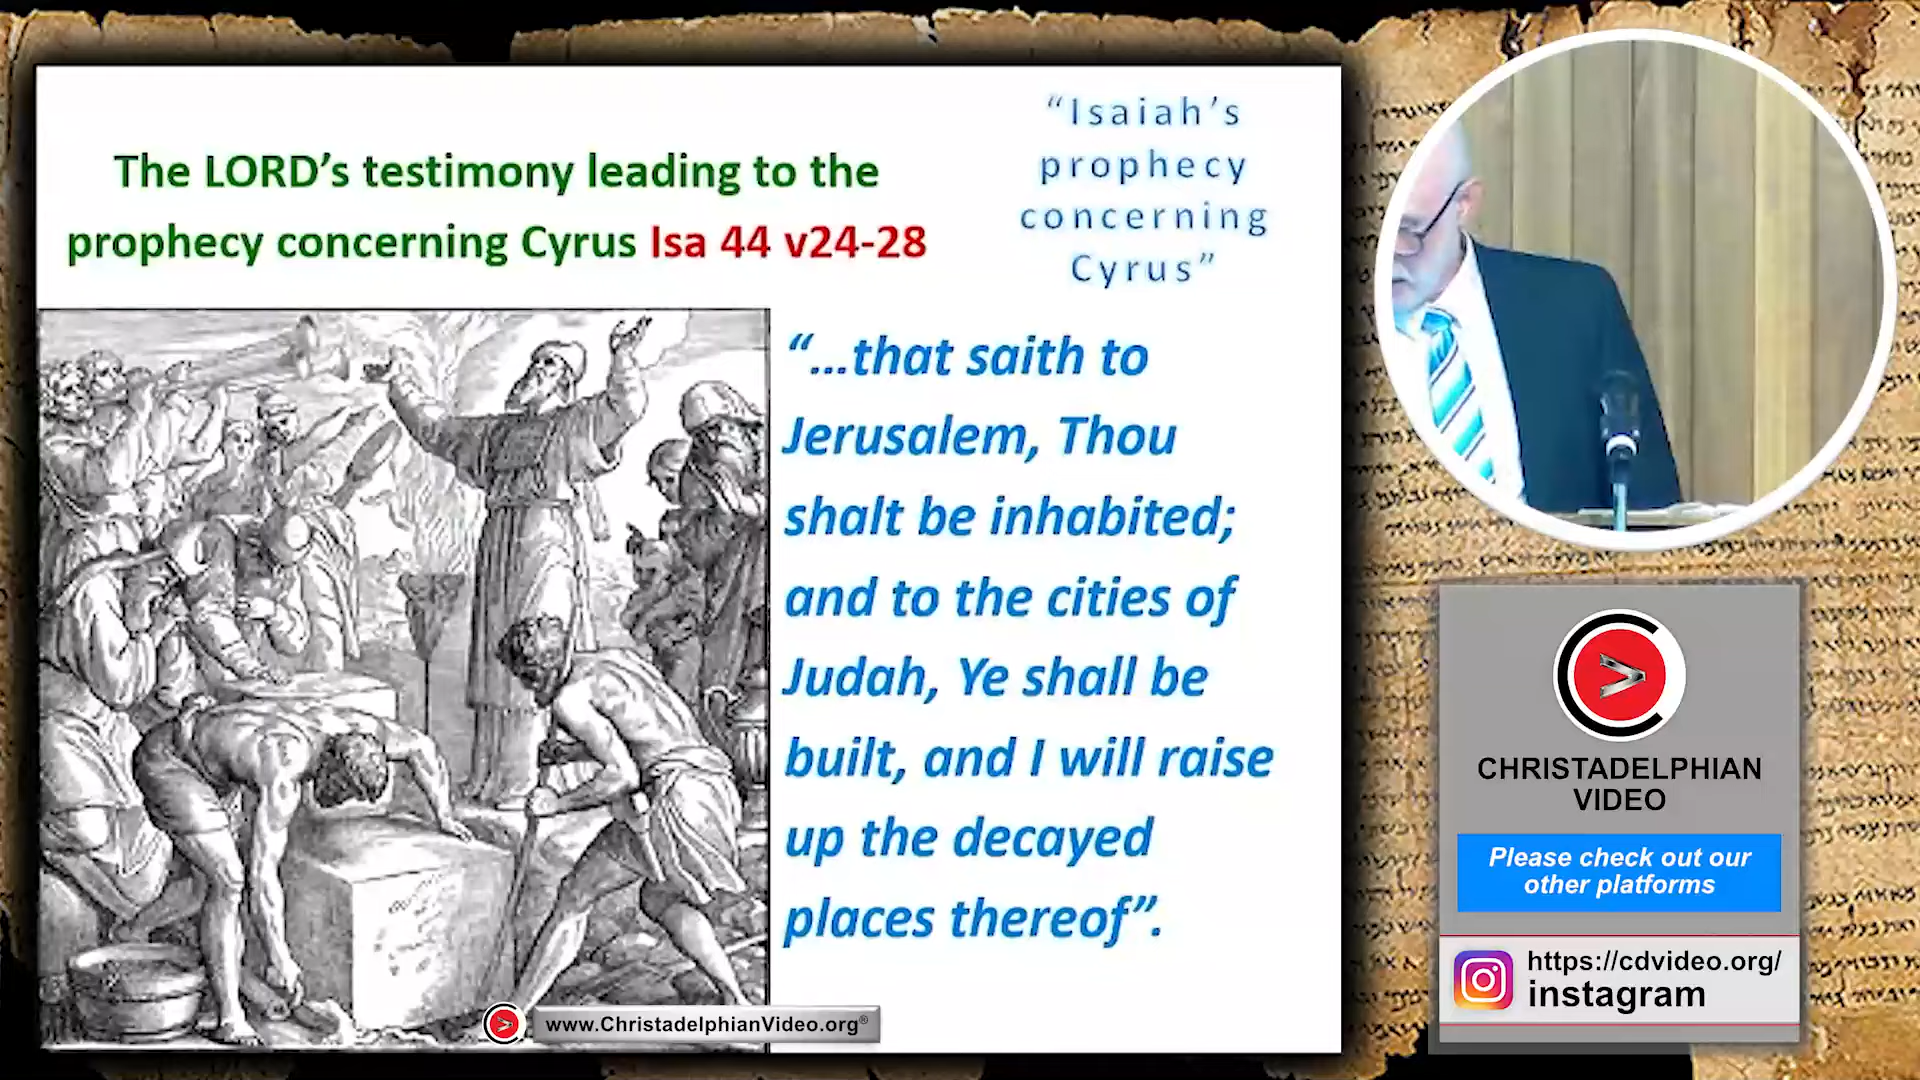 The LORD’s testimony leading to the
prophecy concerning Cyrus Isa 44 v24-28
“Isaiah’s
prophecy
concerning
Cyrus”
“...that saith to
Jerusalem, Thou
shalt be inhabited;
and to the cities of
Judah, Ye shall be
built, and I will raise
up the decayed
places thereof”.
www.ChristadelphianVideo.org®
CHRISTADELPHIAN
VIDEO
Please check out our
other platforms
https://cdvideo.org/
instagram